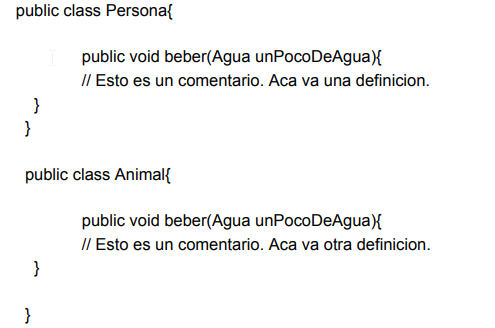 public class Persona{
public void beber(Agua unPocoDeAgua){
// Esto es un comentario. Aca va una definicion.
}
}
public class Animal{
public void beber(Agua unPocoDeAgua){
// Esto es un comentario. Aca va otra definicion.
}
}